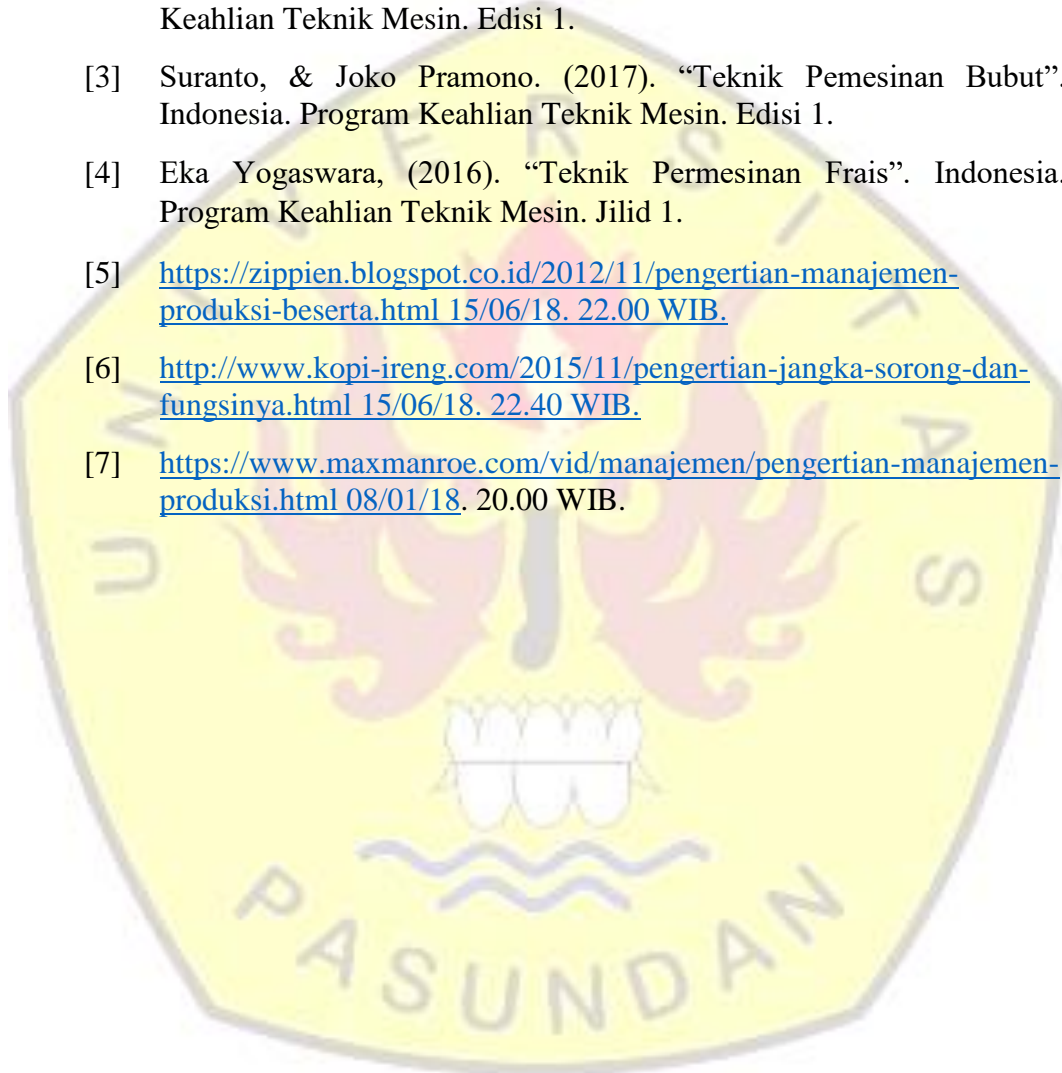 Keahlian Teknik Mesin. Edisi 1.
[3] Suranto, & Joko Pramono. (2017). “Teknik Pemesinan Bubut”.
Indonesia. Program Keahlian Teknik Mesin. Edisi 1.
[4] Eka Yogaswara, (2016). “Teknik Permesinan Frais”. Indonesia.
Program Keahlian Teknik Mesin. Jilid 1.
[5] https://zippien.blogspot.co.id/2012/11/pengertian-manajemen-
produksi-beserta.html 15/06/18. 22.00 WIB.
[6] http://www.kopi-ireng.com/2015/11/pengertian-jangka-sorong-dan-
fungsinya.html 15/06/18. 22.40 WIB.
[7] https://www.maxmanroe.com/vid/manajemen/pengertian-manajemen-
produksi.html 08/01/18. 20.00 WIB.
UNIVERSITAS
PASUNDAN